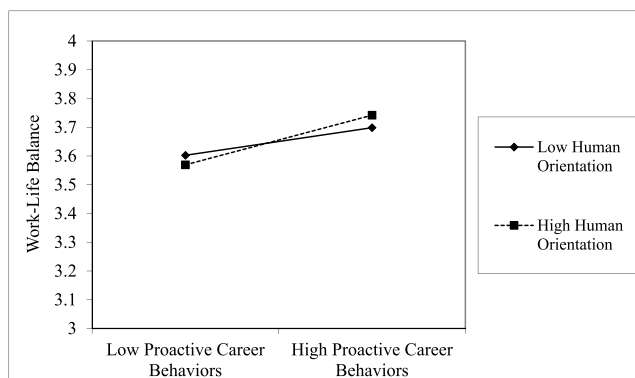 4
3.9
3.8
3.7
3.6
3.5
3.4
3.3
3.2
3.1
3
Work-Life Balance
Low Proactive Career
Behaviors
High Proactive Career
Behaviors
Low Human
Orientation
High Human
Orientation